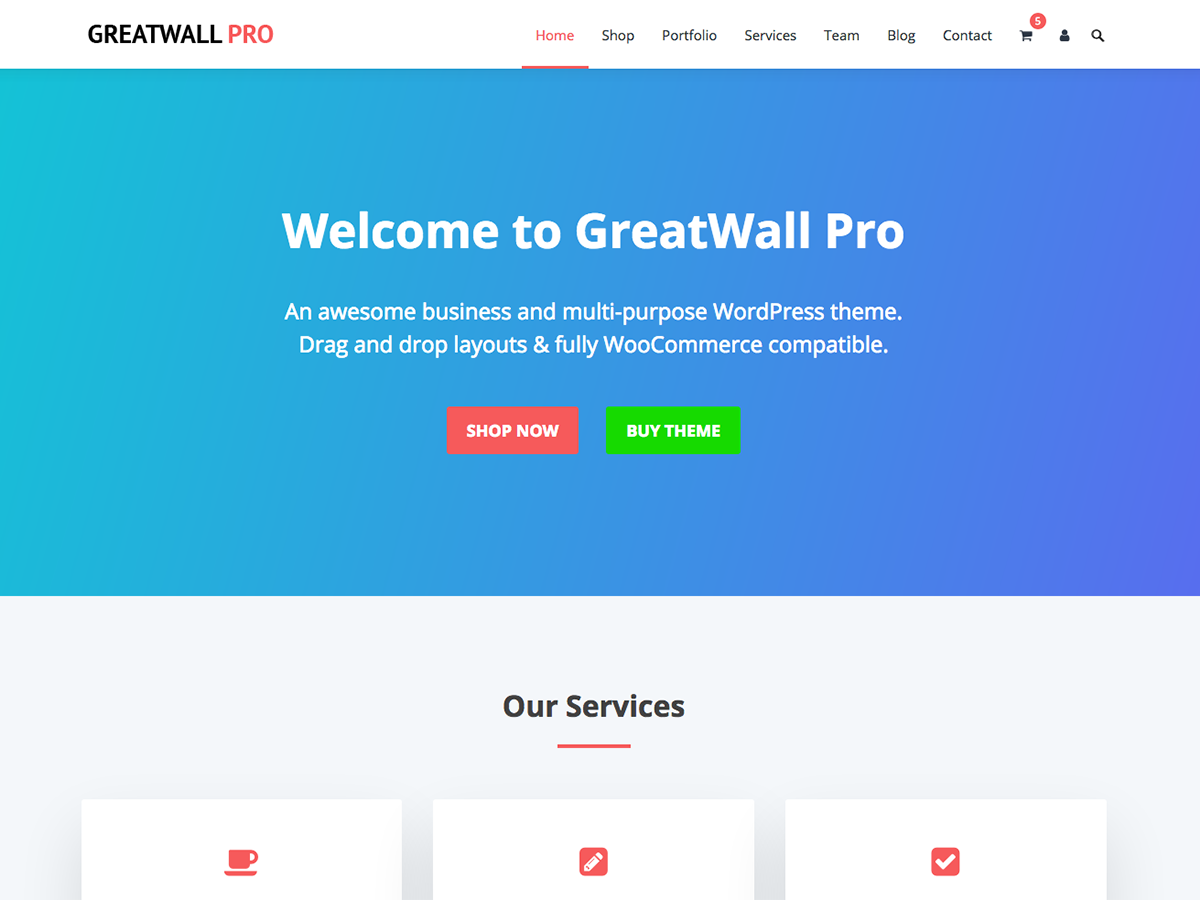 GREATWALL PRO
Home Shop Portfolio Services Team Blog Contact 5
Welcome to GreatWall Pro
An awesome business and multi-purpose WordPress theme.
Drag and drop layouts & fully WooCommerce compatible.
SHOP NOW BUY THEME
Our Services